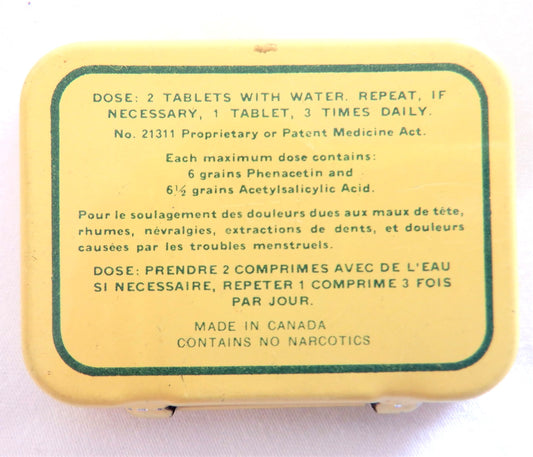 DOSE: 2 TABLETS WITH WATER. REPEAT, IF
NECESSARY, 1 TABLET, 3 TIMES DAILY.
No. 21311 Proprietary or Patent Medicine Act.
Each maximum dose contains:
6 grains Phenacetin and
6½ grains Acetylsalicylic Acid.
Pour le soulagement des douleurs dues aux maux de tête,
rhumes, névralgies, extractions de dents, et douleurs
causées par les troubles menstruels.
DOSE: PRENDRE 2 COMPRIMES AVEC DE L'EAU
SI NECESSAIRE, REPETER 1 COMPRIME 3 FOIS
PAR JOUR.
MADE IN CANADA
CONTAINS NO NARCOTICS